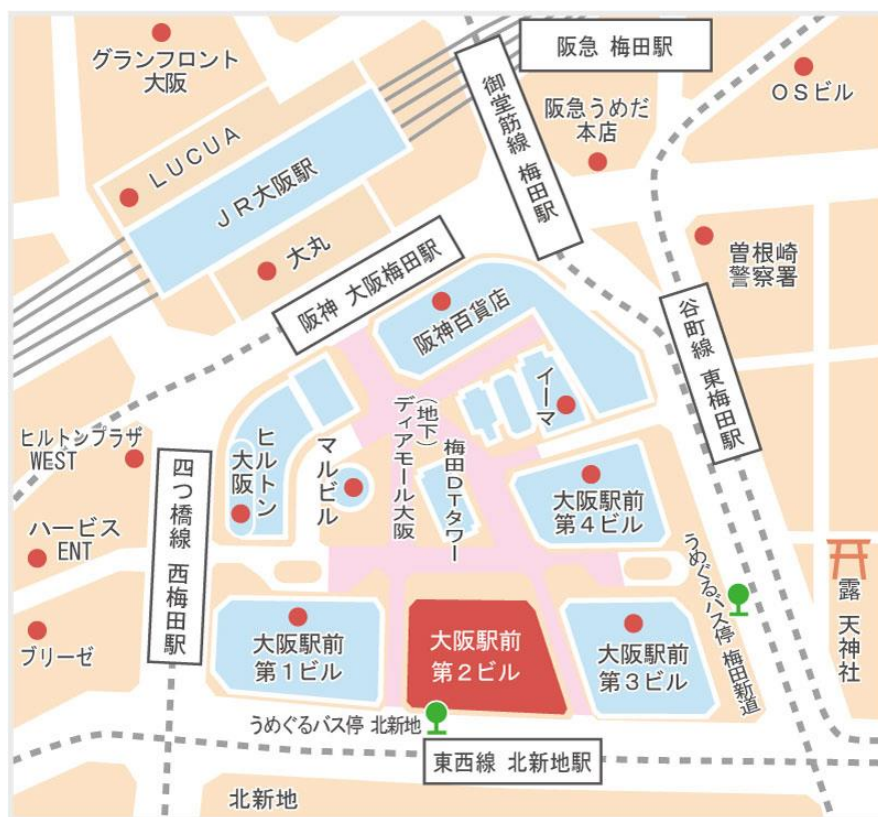 阪急 梅田駅
グランフロント
大阪
御堂筋線 梅田駅
阪急うめだ
本店
OSビル
LUCUA
JR大阪駅
大丸
阪神 大阪梅田駅
曽根崎
警察署
阪神百貨店
谷町線 東梅田駅
イーマ
(地下)
ディアモール大阪
梅田DTタワー
ヒルトンプラザ
WEST
四つ橋線 西梅田駅
ヒルトン
大阪
マルビル
大阪駅前
第4ビル
ハービス
ENT
うめぐるバス停 梅田新道
露 天神社
ブリーゼ
大阪駅前
第1ビル
大阪駅前
第2ビル
大阪駅前
第3ビル
うめぐるバス停 北新地
東西線 北新地駅
北新地